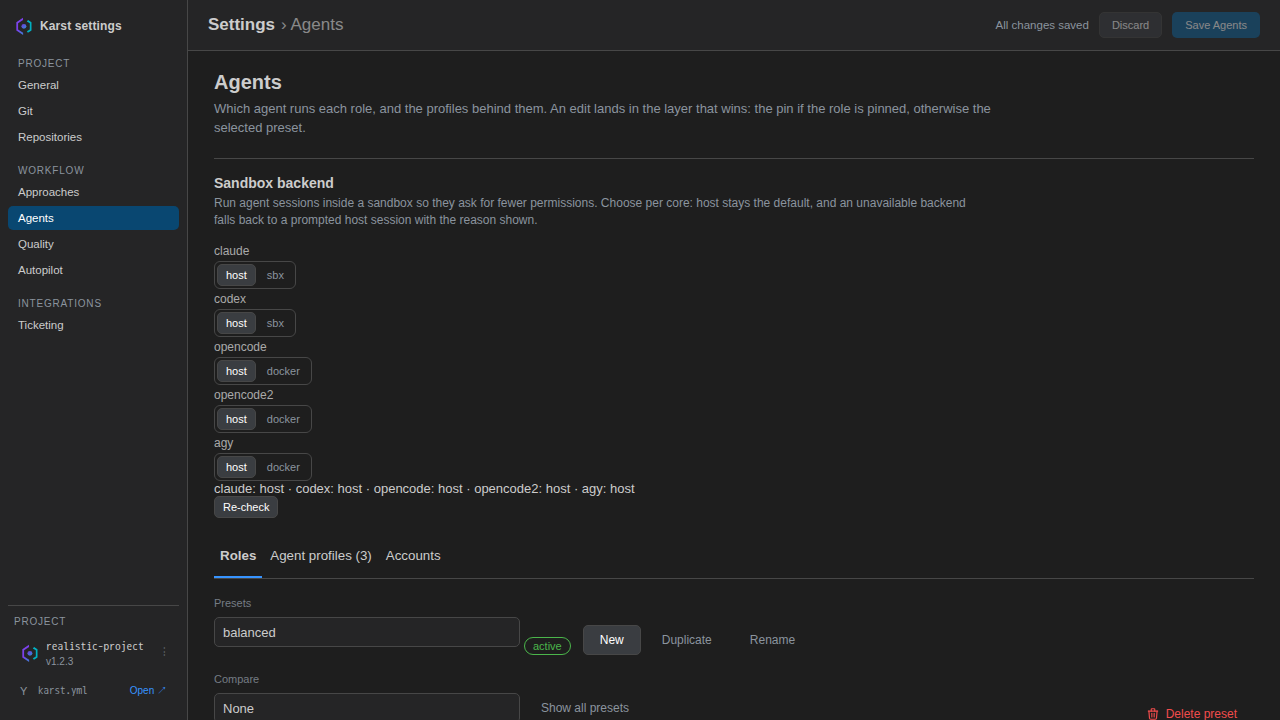 Karst settings
PROJECT
General
Git
Repositories
WORKFLOW
Approaches
Agents
Quality
Autopilot
INTEGRATIONS
Ticketing
PROJECT
realistic-project
v1.2.3
Y karst.yml Open ↗
Settings › Agents
All changes saved Discard Save Agents
Agents
Which agent runs each role, and the profiles behind them. An edit lands in the layer that wins: the pin if the role is pinned, otherwise the
selected preset.
Sandbox backend
Run agent sessions inside a sandbox so they ask for fewer permissions. Choose per core: host stays the default, and an unavailable backend
falls back to a prompted host session with the reason shown.
claude
host sbx
codex
host sbx
opencode
host docker
opencode2
host docker
agy
host docker
claude: host · codex: host · opencode: host · opencode2: host · agy: host
Re-check
Roles Agent profiles (3) Accounts
Presets
balanced active New Duplicate Rename
Compare
None Show all presets Delete preset